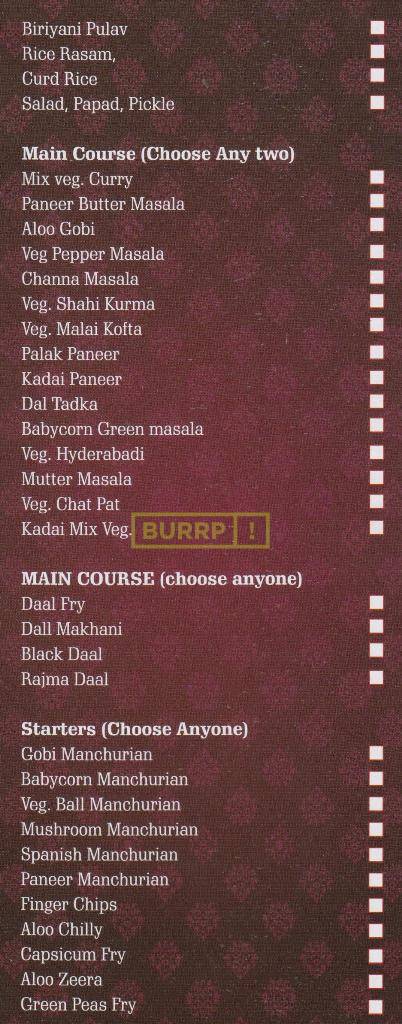 Biriyani Pulav
Rice Rasam,
Curd Rice
Salad, Papad, Pickle
Main Course (Choose Any two)
Mix veg. Curry
Paneer Butter Masala
Aloo Gobi
Veg Pepper Masala
Channa Masala
Veg. Shahi Kurma
Veg. Malai Kofta
Palak Paneer
Kadai Paneer
Dal Tadka
Babycorn Green masala
Veg. Hyderabadi
Mutter Masala
Veg. Chat Pat
Kadai Mix Veg. BURRP!
MAIN COURSE (choose anyone)
Daal Fry
Dall Makhani
Black Daal
Rajma Daal
Starters (Choose Anyone)
Gobi Manchurian
Babycorn Manchurian
Veg. Ball Manchurian
Mushroom Manchurian
Spanish Manchurian
Paneer Manchurian
Finger Chips
Aloo Chilly
Capsicum Fry
Aloo Zeera
Green Peas Fry